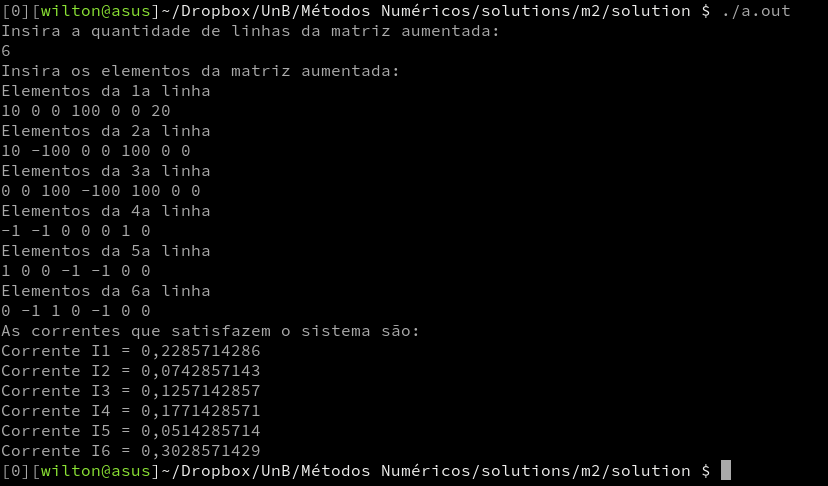 [0][wilton@asus]~/Dropbox/UnB/Métodos Numéricos/solutions/m2/solution $ ./a.out
Insira a quantidade de linhas da matriz aumentada:
6
Insira os elementos da matriz aumentada:
Elementos da 1a linha
10 0 0 100 0 0 20
Elementos da 2a linha
10 -100 0 0 100 0 0
Elementos da 3a linha
0 0 100 -100 100 0 0
Elementos da 4a linha
-1 -1 0 0 0 1 0
Elementos da 5a linha
1 0 0 -1 -1 0 0
Elementos da 6a linha
0 -1 1 0 -1 0 0
As correntes que satisfazem o sistema são:
Corrente I1 = 0,2285714286
Corrente I2 = 0,0742857143
Corrente I3 = 0,1257142857
Corrente I4 = 0,1771428571
Corrente I5 = 0,0514285714
Corrente I6 = 0,3028571429
[0][wilton@asus]~/Dropbox/UnB/Métodos Numéricos/solutions/m2/solution $